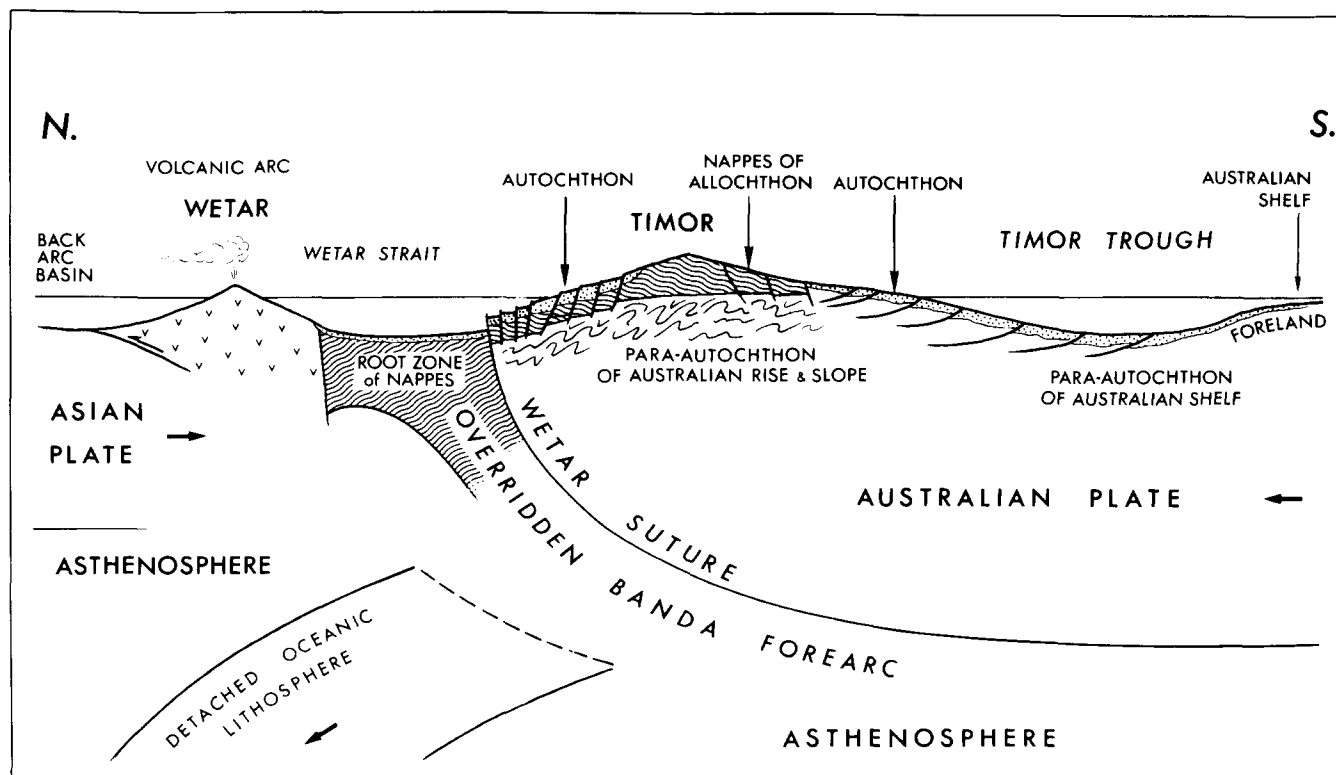 N.
S.
VOLCANIC ARC
WETAR
BACK
ARC
BASIN
WETAR STRAIT
AUTOCHTHON
TIMOR
NAPPES OF
ALLOCHTHON
AUTOCHTHON
TIMOR TROUGH
AUSTRALIAN
SHELF
FORELAND
ROOT ZONE
of NAPPES
PARA-AUTOCHTHON
OF AUSTRALIAN RISE & SLOPE
PARA-AUTOCHTHON
OF AUSTRALIAN SHELF
ASIAN
PLATE
WETAR SUTURE
OVERRIDDEN BANDA FOREARC
AUSTRALIAN PLATE
ASTHENOSPHERE
DETACHED OCEANIC
LITHOSPHERE
ASTHENOSPHERE